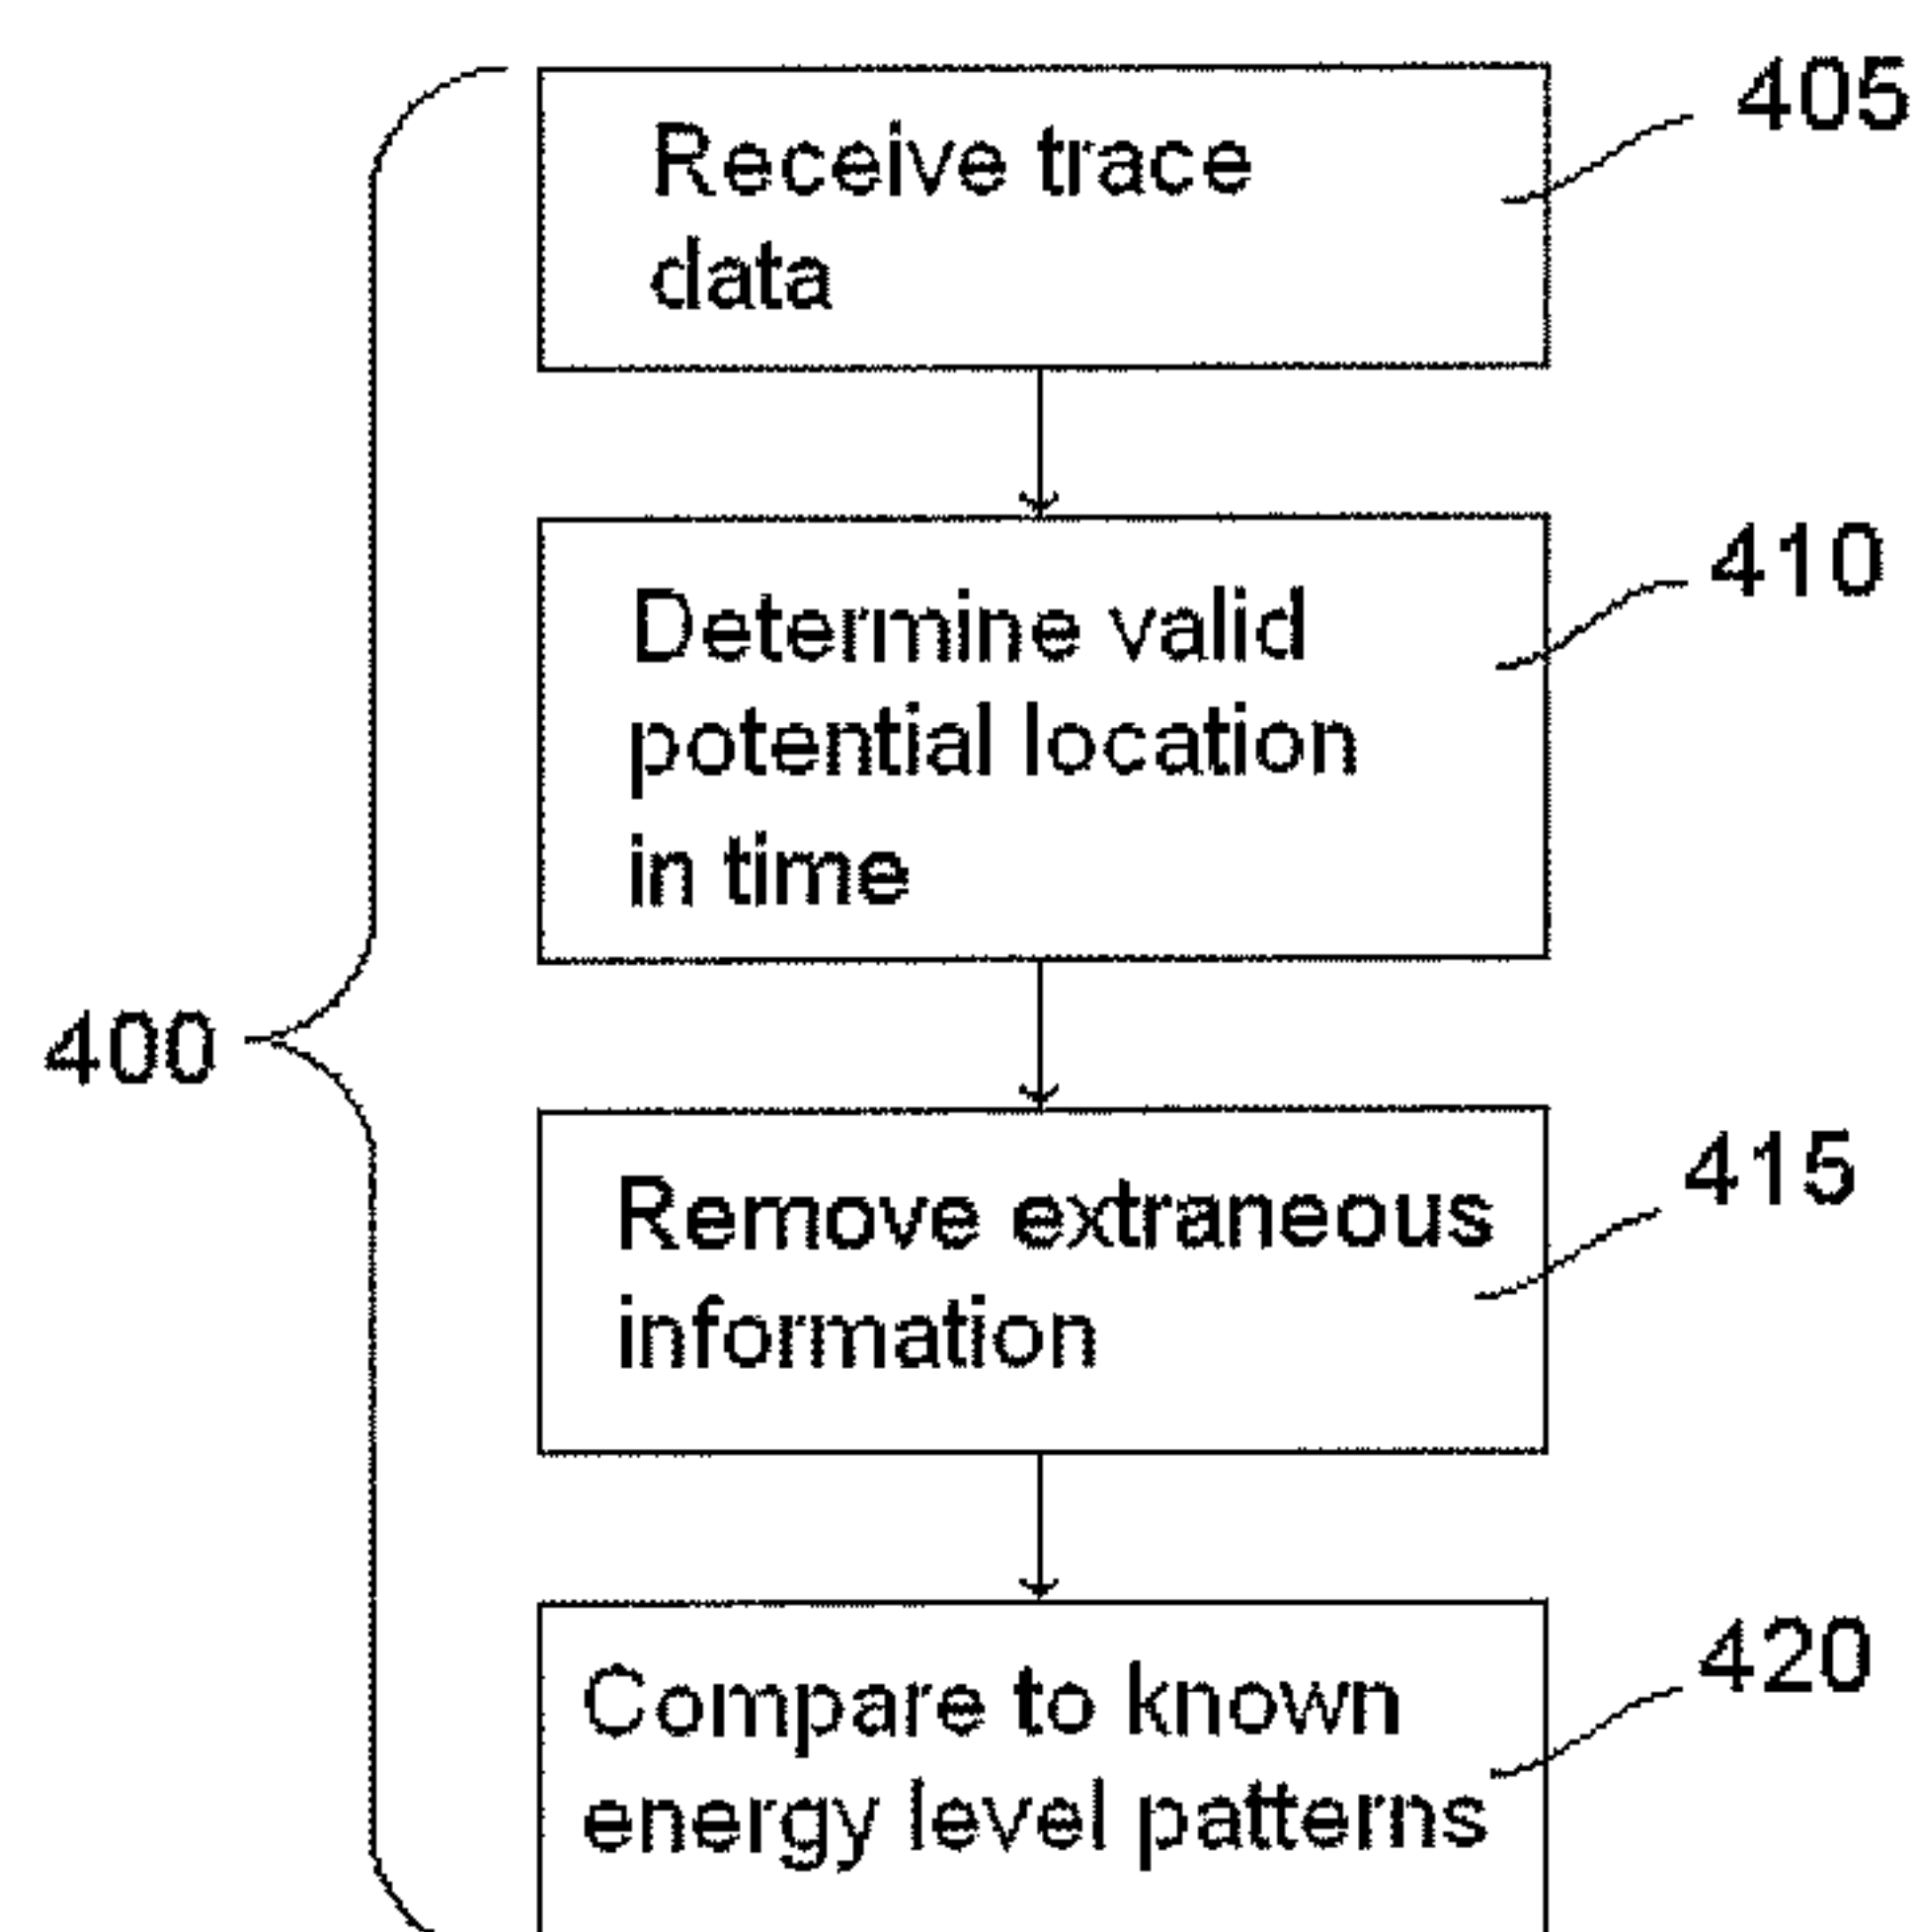 Receive trace
data
405
Determine valid
potential location
in time
410
400
Remove extraneous
information
415
Compare to known
energy level patterns
420